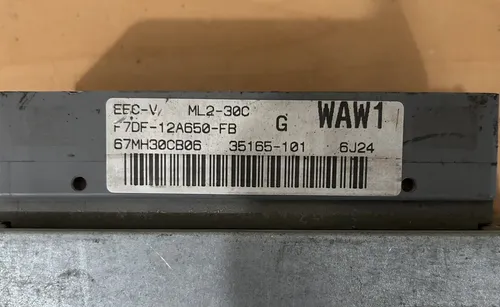 EEC-V ML2-30C
F7DF-12A650-FB G WAW1
67MH30CB06 35165-101 6J24